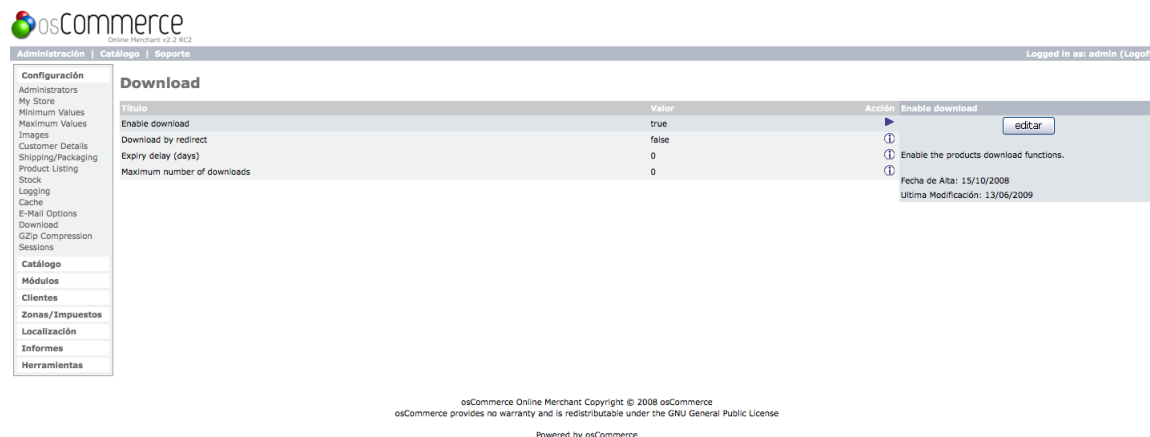 osCommerce
Online Merchant v2.2 RC2
Administración | Catálogo | Soporte
Logged in as: admin (Logoff
Configuración
Administrators
My Store
Minimum Values
Maximum Values
Images
Customer Details
Shipping/Packaging
Product Listing
Stock
Logging
Cache
E-Mail Options
Download
GZip Compression
Sessions
Catálogo
Módulos
Clientes
Zonas/Impuestos
Localización
Informes
Herramientas
Download
Título Valor Acción
Enable download true
Download by redirect false
Expiry delay (days) 0
Maximum number of downloads 0
Enable download
editar
Enable the products download functions.
Fecha de Alta: 15/10/2008
Ultima Modificación: 13/06/2009
osCommerce Online Merchant Copyright © 2008 osCommerce
osCommerce provides no warranty and is redistributable under the GNU General Public License
Powered by osCommerce